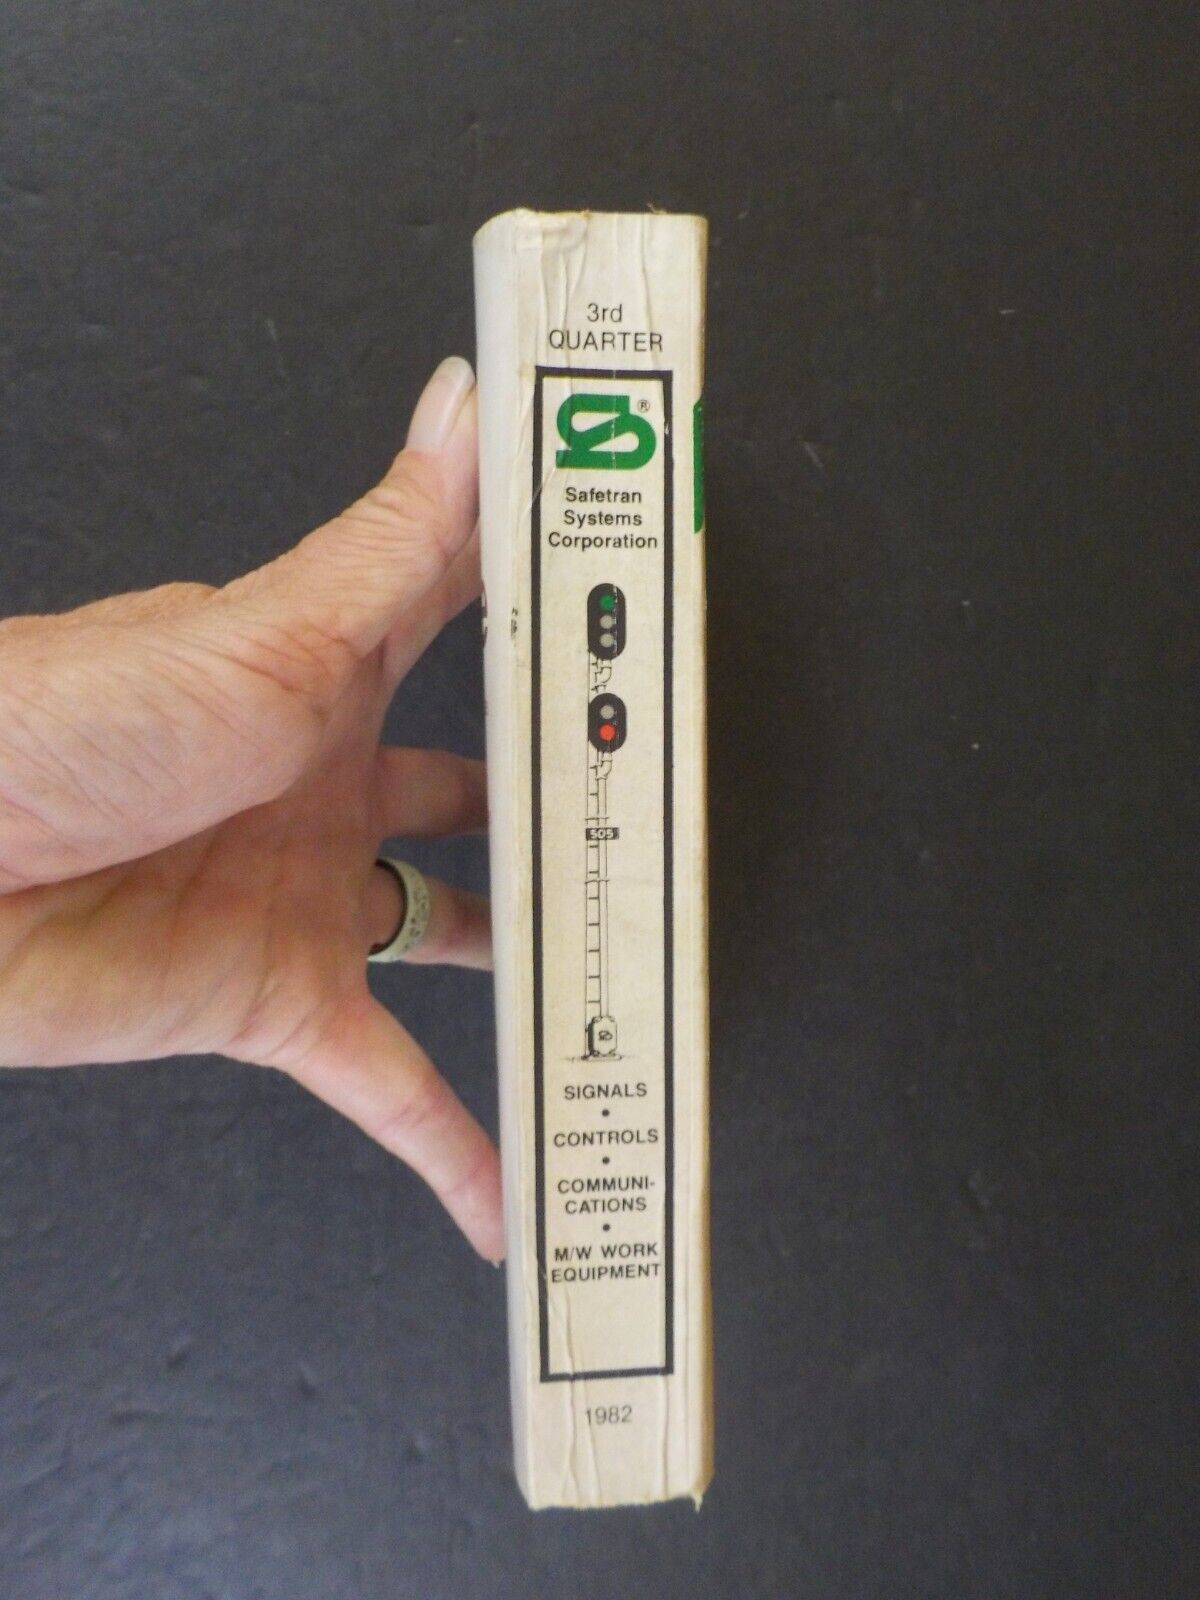 3rd
QUARTER
®
Safetran
Systems
Corporation
505
SIGNALS
•
CONTROLS
•
COMMUNI-
CATIONS
•
M/W WORK
EQUIPMENT
1982